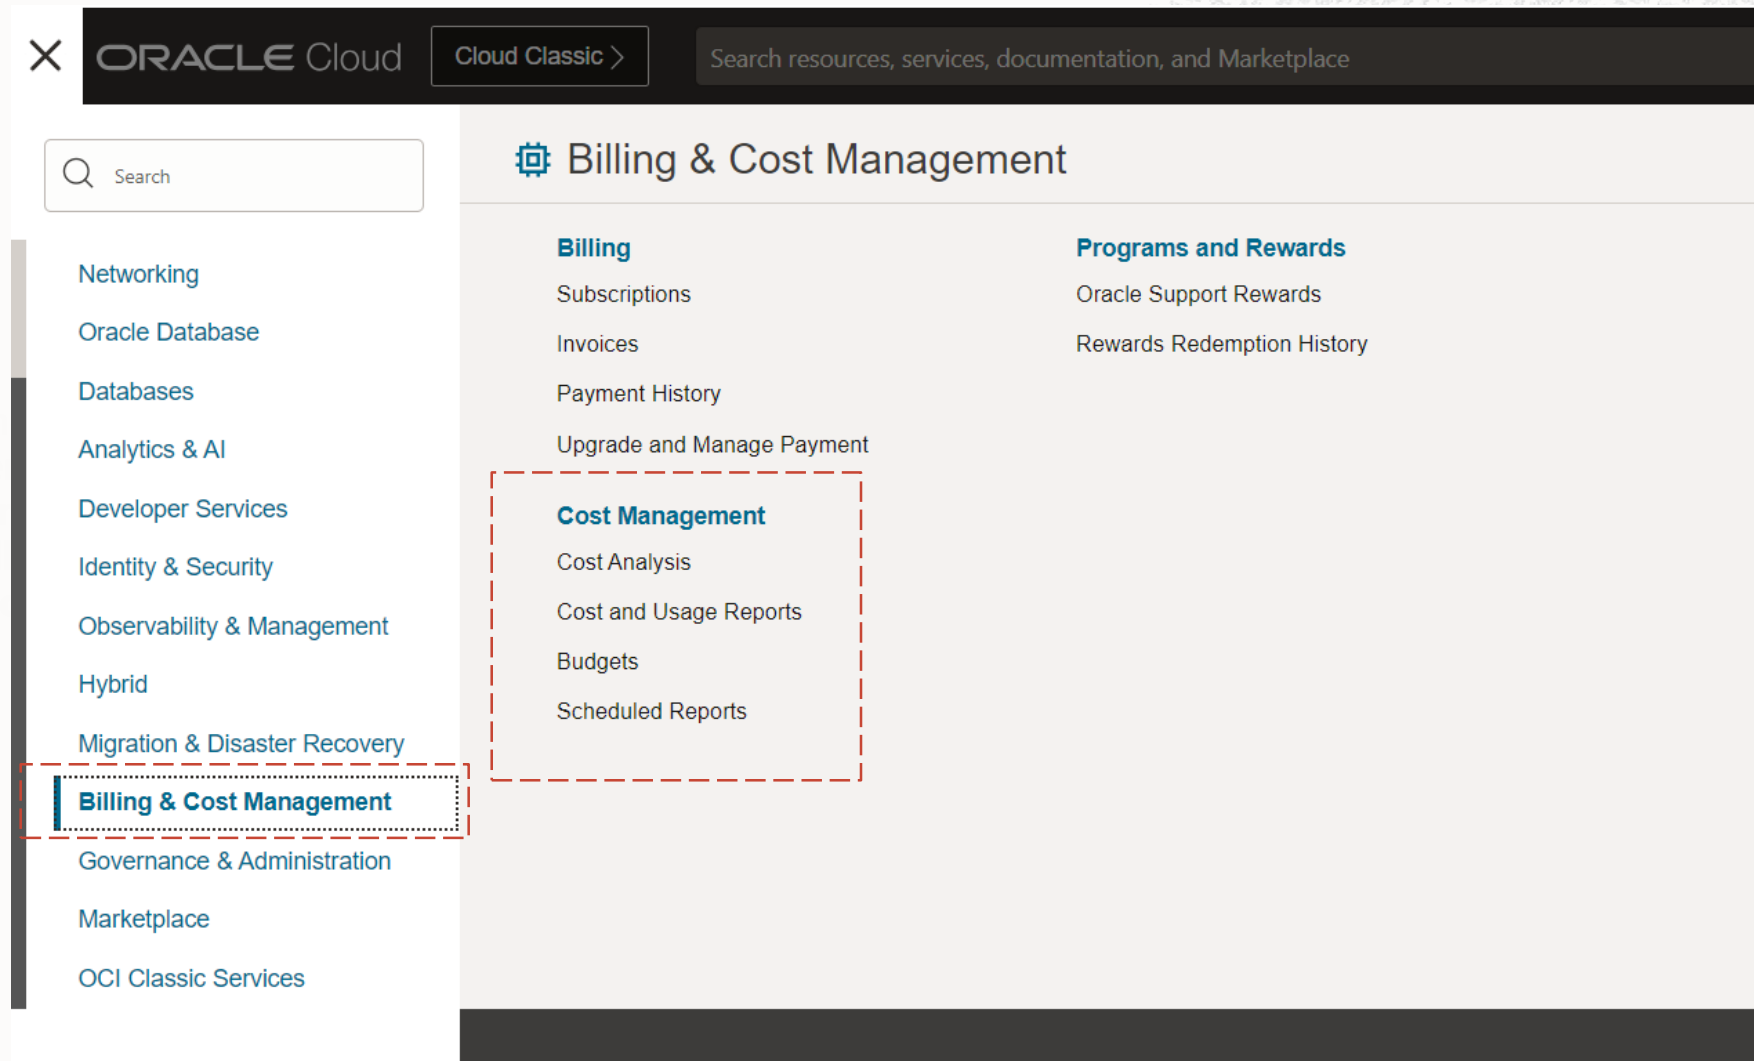 ORACLE Cloud
Cloud Classic >
Search resources, services, documentation, and Marketplace
Search
Networking
Oracle Database
Databases
Analytics & AI
Developer Services
Identity & Security
Observability & Management
Hybrid
Migration & Disaster Recovery
Billing & Cost Management
Governance & Administration
Marketplace
OCI Classic Services
Billing & Cost Management
Billing
Subscriptions
Invoices
Payment History
Upgrade and Manage Payment
Cost Management
Cost Analysis
Cost and Usage Reports
Budgets
Scheduled Reports
Programs and Rewards
Oracle Support Rewards
Rewards Redemption History